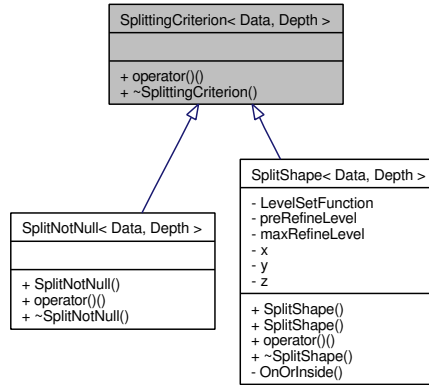 SplittingCriterion< Data, Depth >
+ operator()()
+ ~SplittingCriterion()
SplitNotNull< Data, Depth >
+ SplitNotNull()
+ operator()()
+ ~SplitNotNull()
SplitShape< Data, Depth >
- LevelSetFunction
- preRefineLevel
- maxRefineLevel
- x
- y
- z
+ SplitShape()
+ SplitShape()
+ operator()()
+ ~SplitShape()
- OnOrInside()